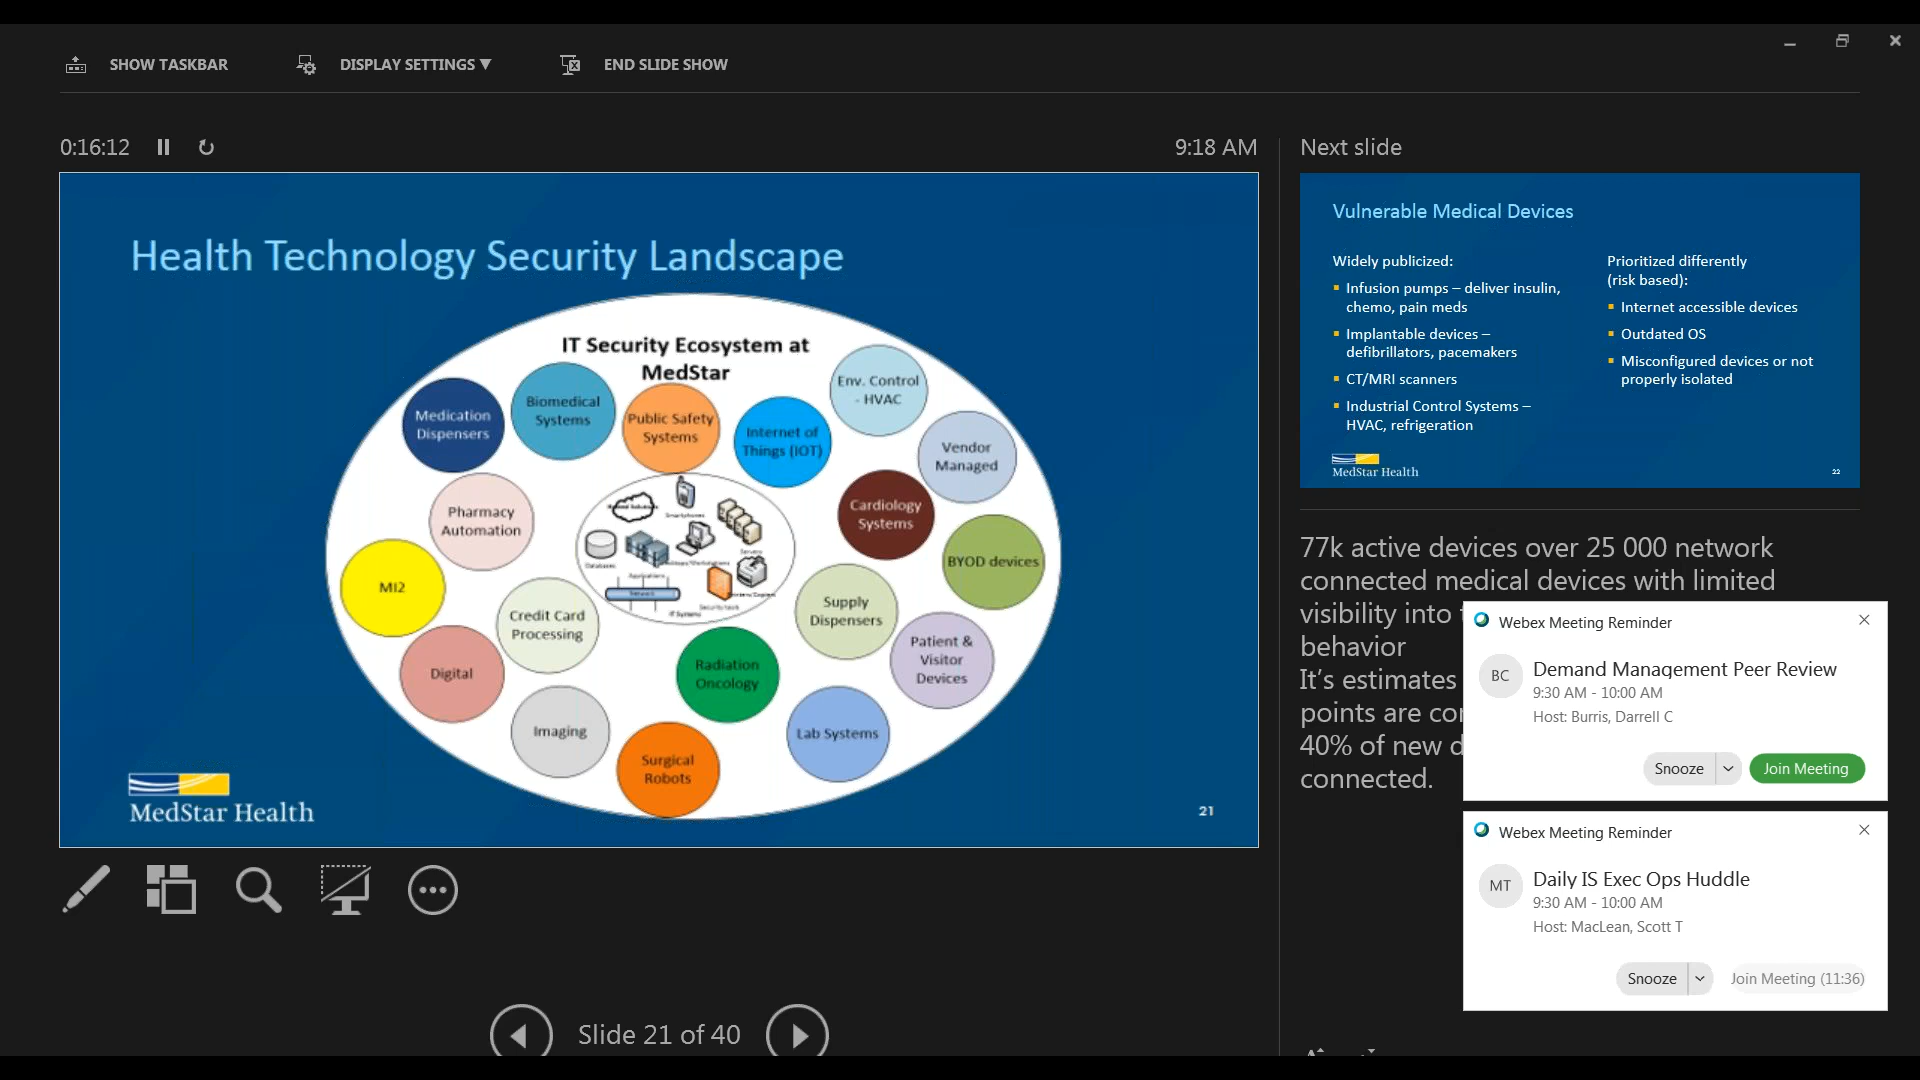 SHOW TASKBAR
DISPLAY SETTINGS ▼
END SLIDE SHOW
0:16:12
9:18 AM
Health Technology Security Landscape
IT Security Ecosystem at
MedStar
Medication
Dispensers
Biomedical
Systems
Public Safety
Systems
Internet of
Things (IOT)
Env. Control
- HVAC
Vendor
Managed
Pharmacy
Automation
Cardiology
Systems
BYOD devices
MI2
Credit Card
Processing
Supply
Dispensers
Patient &
Visitor
Devices
Digital
Radiation
Oncology
Imaging
Lab Systems
Surgical
Robots
Smartphones
Servers
Databases
Applications
Network
IT Systems
MedStar Health
21
Slide 21 of 40
Next slide
Vulnerable Medical Devices
Widely publicized:
Infusion pumps – deliver insulin,
chemo, pain meds
Implantable devices –
defibrillators, pacemakers
CT/MRI scanners
Industrial Control Systems –
HVAC, refrigeration
Prioritized differently
(risk based):
Internet accessible devices
Outdated OS
Misconfigured devices or not
properly isolated
MedStar Health
22
77k active devices over 25 000 network
connected medical devices with limited
visibility into
behavior
It’s estimates
points are
40% of new
connected.
Webex Meeting Reminder
BC
Demand Management Peer Review
9:30 AM - 10:00 AM
Host: Burris, Darrell C
Snooze
Join Meeting
Webex Meeting Reminder
MT
Daily IS Exec Ops Huddle
9:30 AM - 10:00 AM
Host: MacLean, Scott T
Snooze
Join Meeting (11:36)